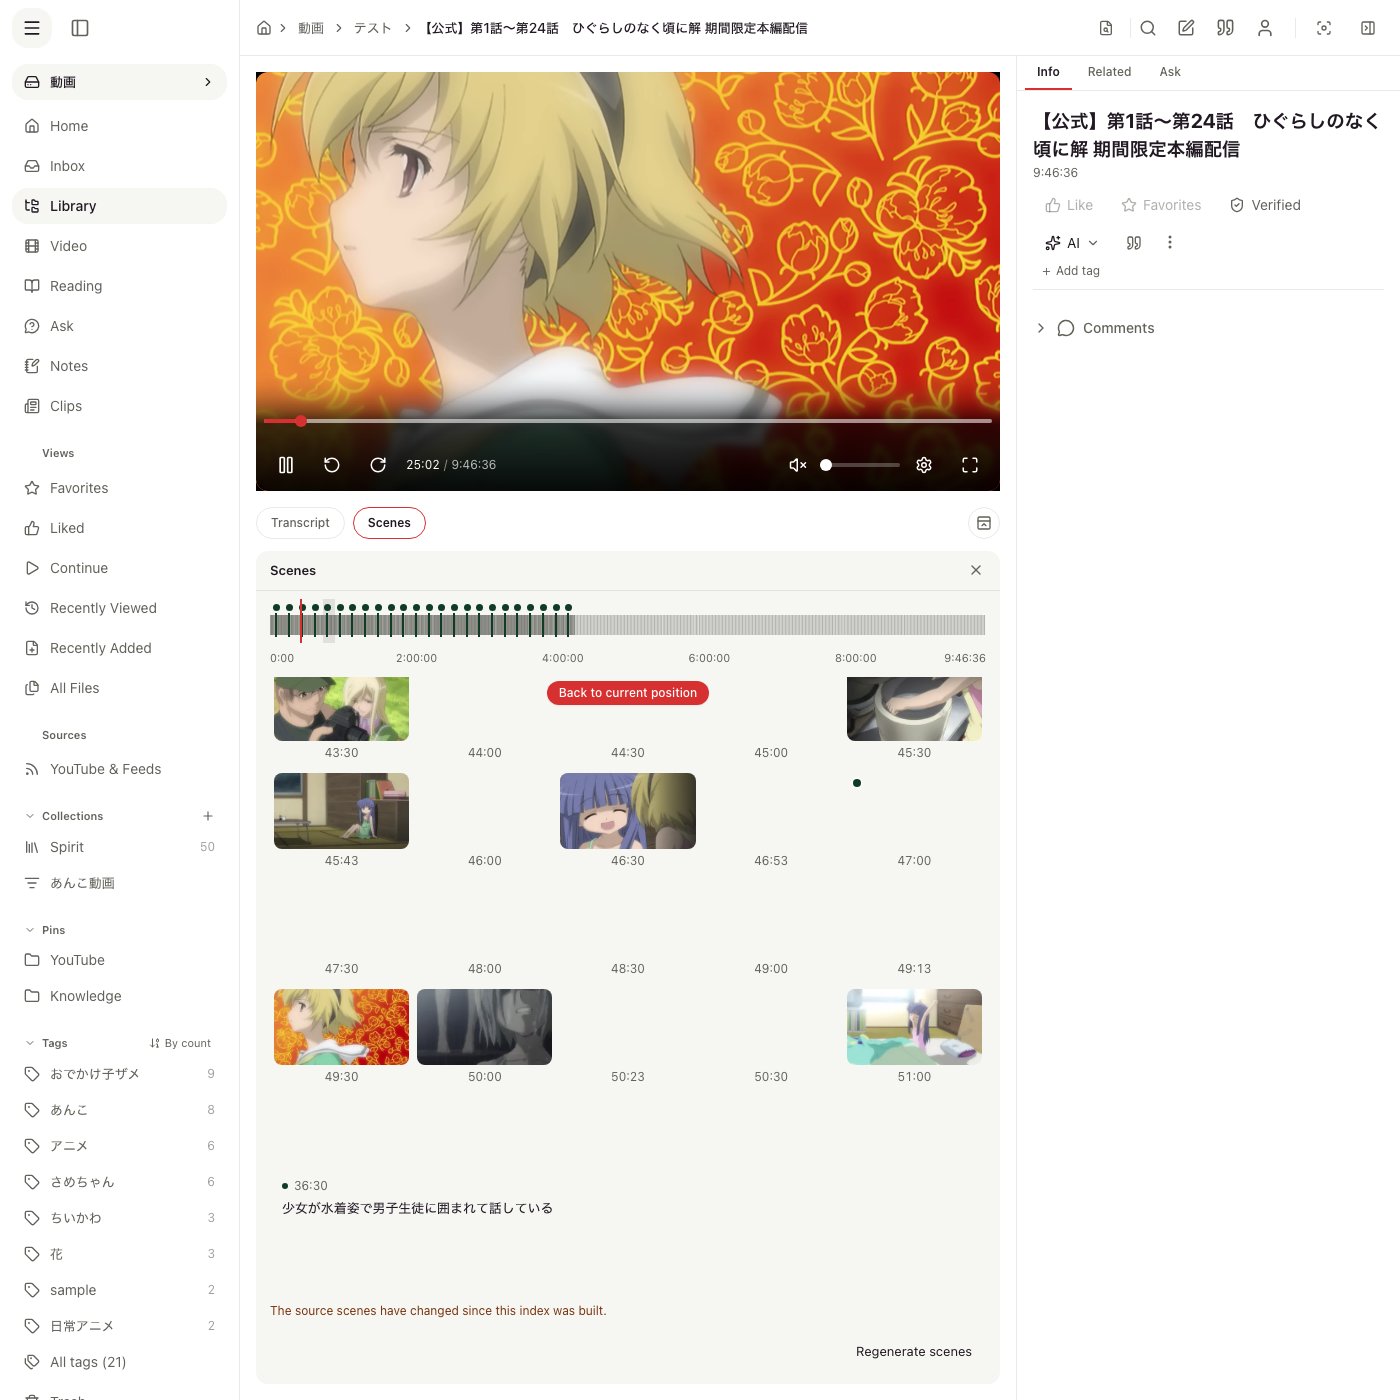 動画
Home
Inbox
Library
Video
Reading
Ask
Notes
Clips
Views
Favorites
Liked
Continue
Recently Viewed
Recently Added
All Files
Sources
YouTube & Feeds
Collections
Spirit 50
あんこ動画
Pins
YouTube
Knowledge
Tags By count
おでかけ子ザメ 9
あんこ 8
アニメ 6
さめちゃん 6
ちいかわ 3
花 3
sample 2
日常アニメ 2
All tags (21)
動画 テスト 【公式】第1話〜第24話　ひぐらしのなく頃に解 期間限定本編配信
25:02 / 9:46:36
Transcript Scenes
Scenes
0:00 2:00:00 4:00:00 6:00:00 8:00:00 9:46:36
Back to current position
43:30 44:00 44:30 45:00 45:30
45:43 46:00 46:30 46:53 47:00
47:30 48:00 48:30 49:00 49:13
49:30 50:00 50:23 50:30 51:00
36:30
少女が水着姿で男子生徒に囲まれて話している
The source scenes have changed since this index was built.
Regenerate scenes
Info Related Ask
【公式】第1話〜第24話　ひぐらしのなく
頃に解 期間限定本編配信
9:46:36
Like Favorites Verified
AI
+ Add tag
Comments